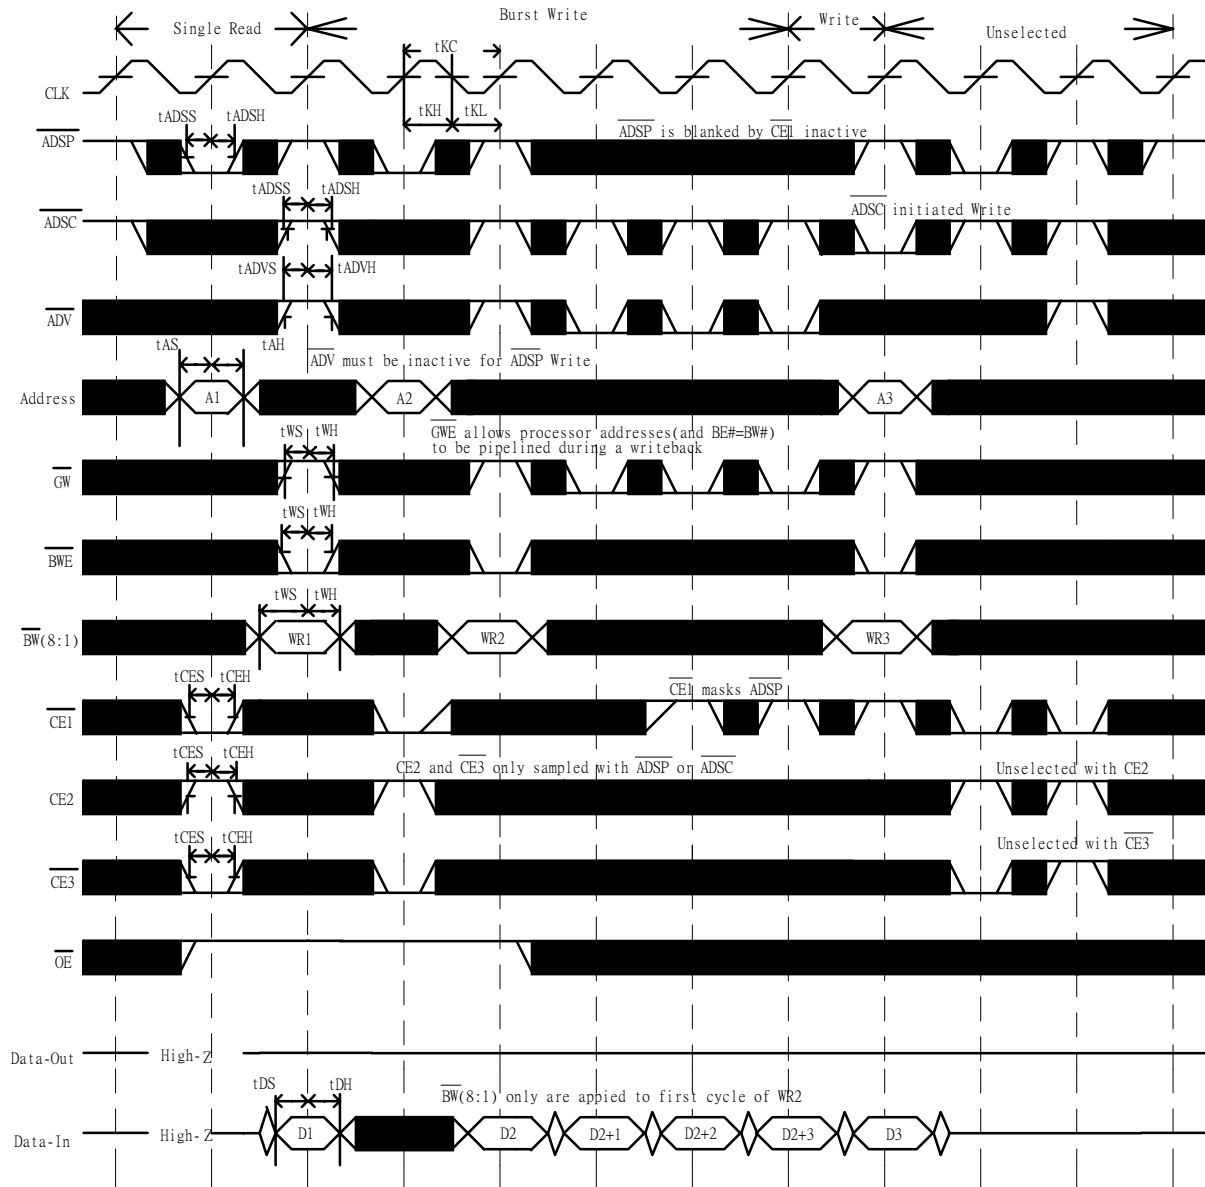 Single Read
Burst Write
Write
Unselected
tKC
CLK
tKH
tKL
tADSS
tADSH
ADSP
ADSP is blanked by CE1 inactive
tADSS
tADSH
ADSC
ADSC initiated Write
tADVS
tADVH
ADV
tAS
tAH
ADV must be inactive for ADSP Write
Address
A1
A2
A3
tWS
tWH
GWE allows processor addresses(and BE#=BW#)
to be pipelined during a writeback
GW
tWS
tWH
BWE
tWS
tWH
BW(8:1)
WR1
WR2
WR3
tCES
tCEH
CE1 masks ADSP
CE1
tCES
tCEH
CE2 and CE3 only sampled with ADSP or ADSC
Unselected with CE2
CE2
tCES
tCEH
Unselected with CE3
CE3
OE
Data-Out
High-Z
tDS
tDH
BW(8:1) only are appied to first cycle of WR2
Data-In
High-Z
D1
D2
D2+1
D2+2
D2+3
D3